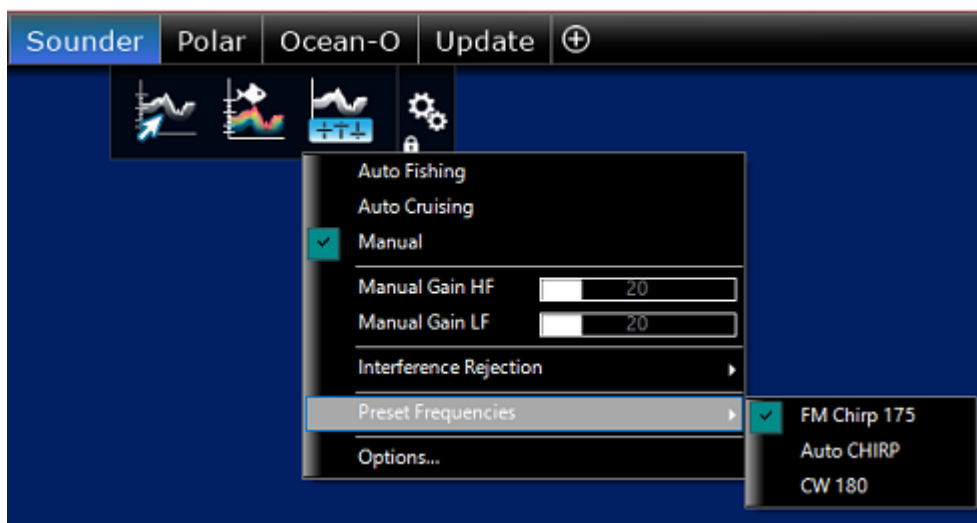 Sounder Polar Ocean-O Update
Auto Fishing
Auto Cruising
Manual
Manual Gain HF 20
Manual Gain LF 20
Interference Rejection
Preset Frequencies
FM Chirp 175
Auto CHIRP
CW 180
Options...